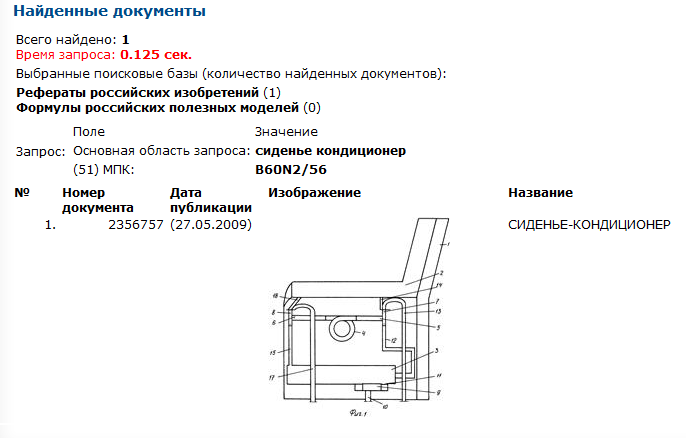 Найденные документы
Всего найдено: 1
Время запроса: 0.125 сек.
Выбранные поисковые базы (количество найденных документов):
Рефераты российских изобретений (1)
Формулы российских полезных моделей (0)
Поле Значение
Запрос: Основная область запроса: сиденье кондиционер
(51) МПК: B60N2/56
№ Номер документа Дата публикации Изображение Название
1. 2356757 (27.05.2009) СИДЕНЬЕ-КОНДИЦИОНЕР
1
2
14
18
7
13
8
6
5
4
12
15
3
17
11
9
10
Фиг.1